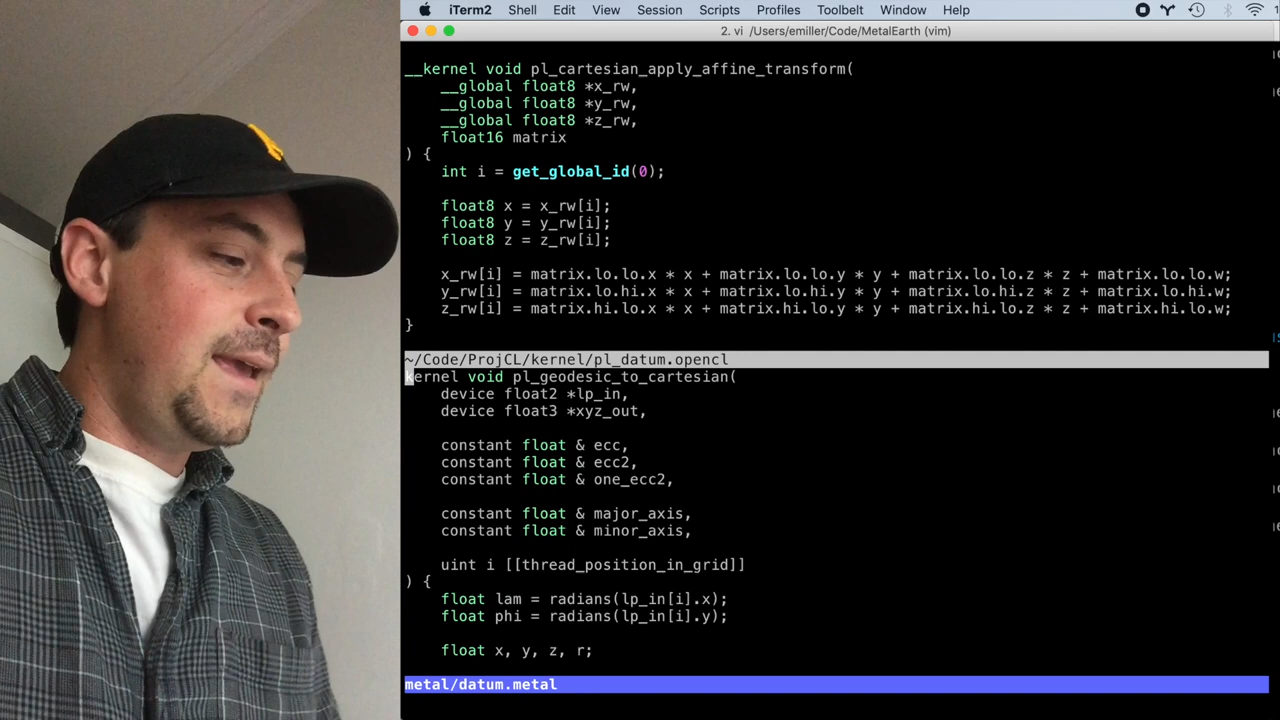 iTerm2 Shell Edit View Session Scripts Profiles Toolbelt Window Help
2. vi /Users/emiller/Code/MetalEarth (vim)
__kernel void pl_cartesian_apply_affine_transform(
__global float8 *x_rw,
__global float8 *y_rw,
__global float8 *z_rw,
float16 matrix
) {
int i = get_global_id(0);
float8 x = x_rw[i];
float8 y = y_rw[i];
float8 z = z_rw[i];
x_rw[i] = matrix.lo.lo.x * x + matrix.lo.lo.y * y + matrix.lo.lo.z * z + matrix.lo.lo.w;
y_rw[i] = matrix.lo.hi.x * x + matrix.lo.hi.y * y + matrix.lo.hi.z * z + matrix.lo.hi.w;
z_rw[i] = matrix.hi.lo.x * x + matrix.hi.lo.y * y + matrix.hi.lo.z * z + matrix.hi.lo.w;
}
~/Code/ProjCL/kernel/pl_datum.opencl
kernel void pl_geodesic_to_cartesian(
device float2 *lp_in,
device float3 *xyz_out,
constant float & ecc,
constant float & ecc2,
constant float & one_ecc2,
constant float & major_axis,
constant float & minor_axis,
uint i [[thread_position_in_grid]]
) {
float lam = radians(lp_in[i].x);
float phi = radians(lp_in[i].y);
float x, y, z, r;
metal/datum.metal